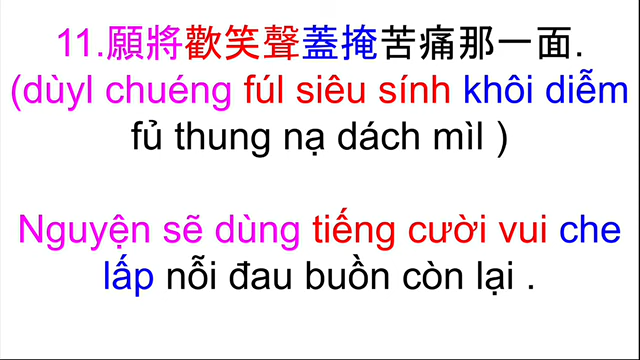 11.願將歡笑聲蓋掩苦痛那一面.
(dùyl chuéng fúl siêu sính khôi diễm
fủ thung nạ dách mìl )
Nguyện sẽ dùng tiếng cười vui che
lấp nỗi đau buồn còn lại .